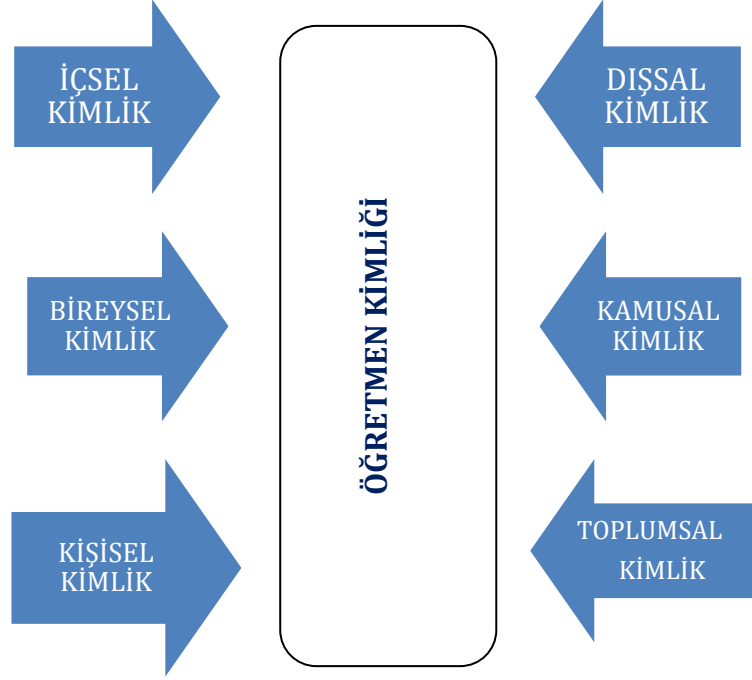 İÇSEL
KİMLİK
DIŞSAL
KİMLİK
BİREYSEL
KİMLİK
ÖĞRETMEN KİMLİĞİ
KAMUSAL
KİMLİK
KİŞİSEL
KİMLİK
TOPLUMSAL
KİMLİK